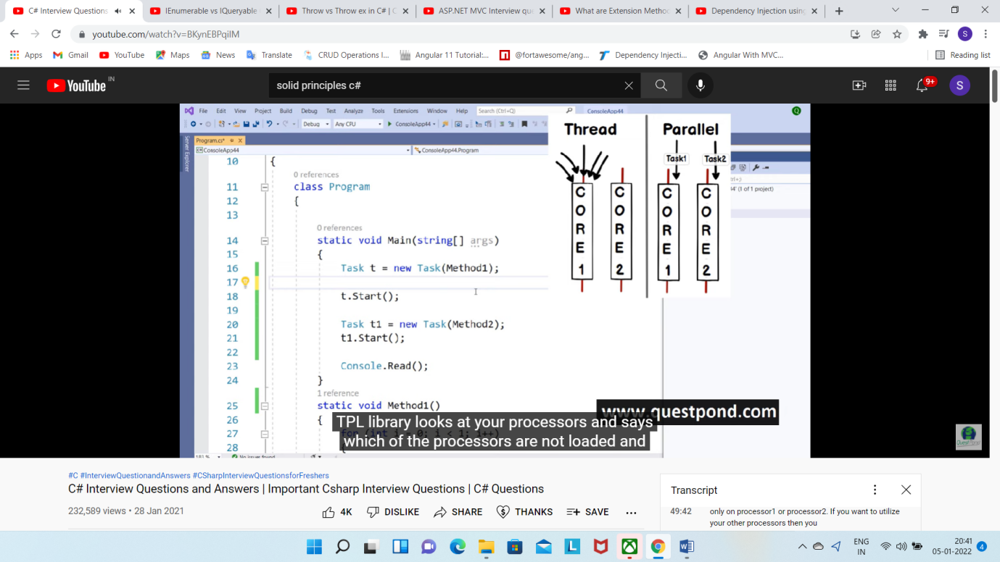 C# Interview Questions
IEnumerable vs IQueryable
Throw vs Throw ex in C# | C
ASP.NET MVC Interview que
What are Extension Metho
Dependency Injection using
youtube.com/watch?v=BKynEBPqiIM
Apps
Gmail
YouTube
Maps
News
Translate
CRUD Operations I...
Angular 11 Tutorial:...
@fortawesome/ang...
Dependency Injecti...
Angular With MVC...
Reading list
YouTube IN
solid principles c#
9+
S
File Edit View Project Build Debug Test Analyze Tools Extensions Window Help Search (Ctrl+Q) ConsoleApp44
Debug Any CPU ConsoleApp44
Server Explorer
Program.cs*
ConsoleApp44 ConsoleApp44.Program
10 {
0 references
11 class Program
12 {
13
0 references
14 static void Main(string[] args)
15 {
16 Task t = new Task(Method1);
17
18 t.Start();
19
20 Task t1 = new Task(Method2);
21 t1.Start();
22
23 Console.Read();
24 }
1 reference
25 static void Method1()
26 {
27 for (int i = 0; i < 1; i++)
28 {
Thread Parallel
Task1 Task2
CORE 1
CORE 2
CORE 1
CORE 2
44' (1 of 1 project)
www.questpond.com
TPL library looks at your processors and says
which of the processors are not loaded and
#C #InterviewQuestionandAnswers #CSharpInterviewQuestionsforFreshers
C# Interview Questions and Answers | Important Csharp Interview Questions | C# Questions
232,589 views • 28 Jan 2021
4K DISLIKE SHARE THANKS SAVE
Transcript
49:42 only on processor1 or processor2. If you want to utilize
your other processors then you
ENG
IN
20:41
05-01-2022
4